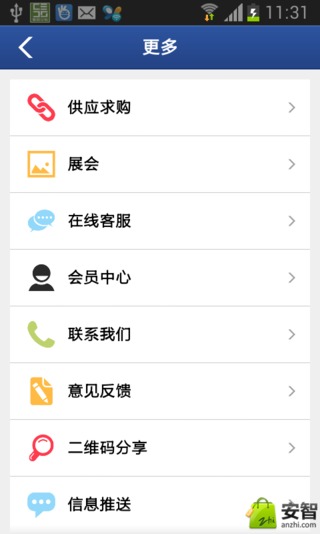 11:31
更多
供应求购
展会
在线客服
会员中心
联系我们
意见反馈
二维码分享
信息推送
安智
zhi
anzhi.com